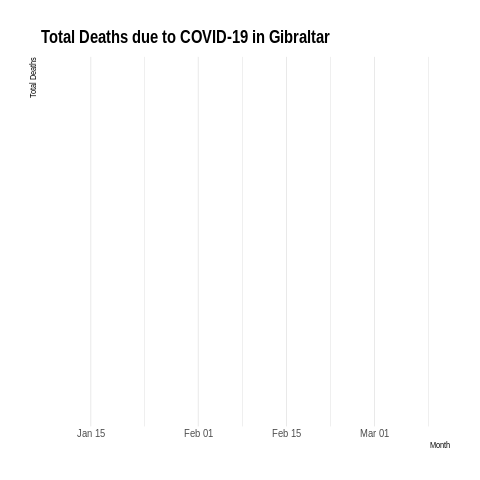 Total Deaths due to COVID-19 in Gibraltar
Total Deaths
Jan 15 Feb 01 Feb 15 Mar 01
Month